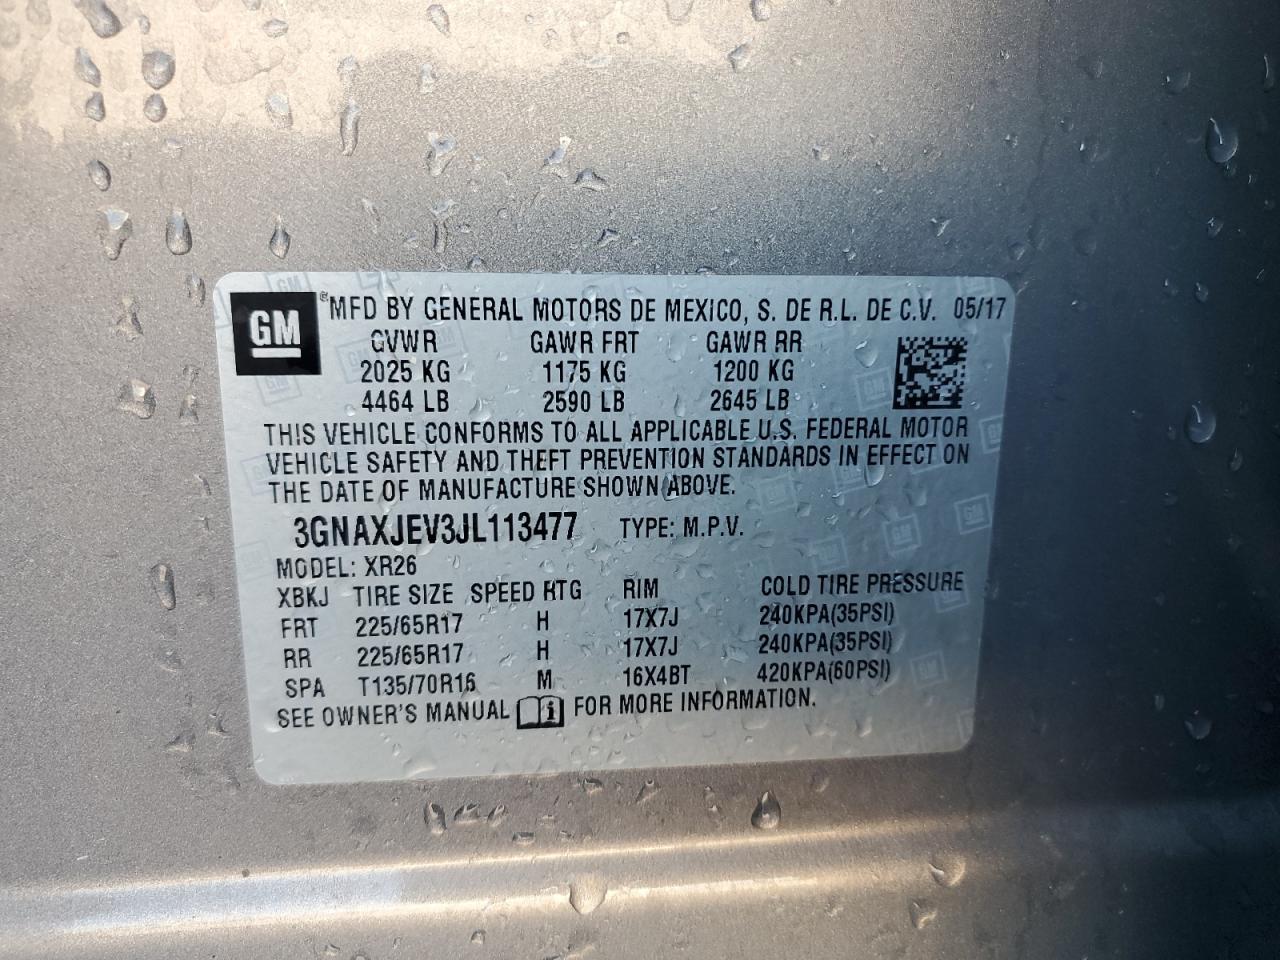 GM ®MFD BY GENERAL MOTORS DE MEXICO, S. DE R.L. DE C.V. 05/17
GVWR GAWR FRT GAWR RR
2025 KG 1175 KG 1200 KG
4464 LB 2590 LB 2645 LB
THIS VEHICLE CONFORMS TO ALL APPLICABLE U.S. FEDERAL MOTOR
VEHICLE SAFETY AND THEFT PREVENTION STANDARDS IN EFFECT ON
THE DATE OF MANUFACTURE SHOWN ABOVE.
3GNAXJEV3JL113477 TYPE: M.P.V.
MODEL: XR26
XBKJ TIRE SIZE SPEED RTG RIM COLD TIRE PRESSURE
FRT 225/65R17 H 17X7J 240KPA(35PSI)
RR 225/65R17 H 17X7J 240KPA(35PSI)
SPA T135/70R16 M 16X4BT 420KPA(60PSI)
SEE OWNER'S MANUAL i FOR MORE INFORMATION.